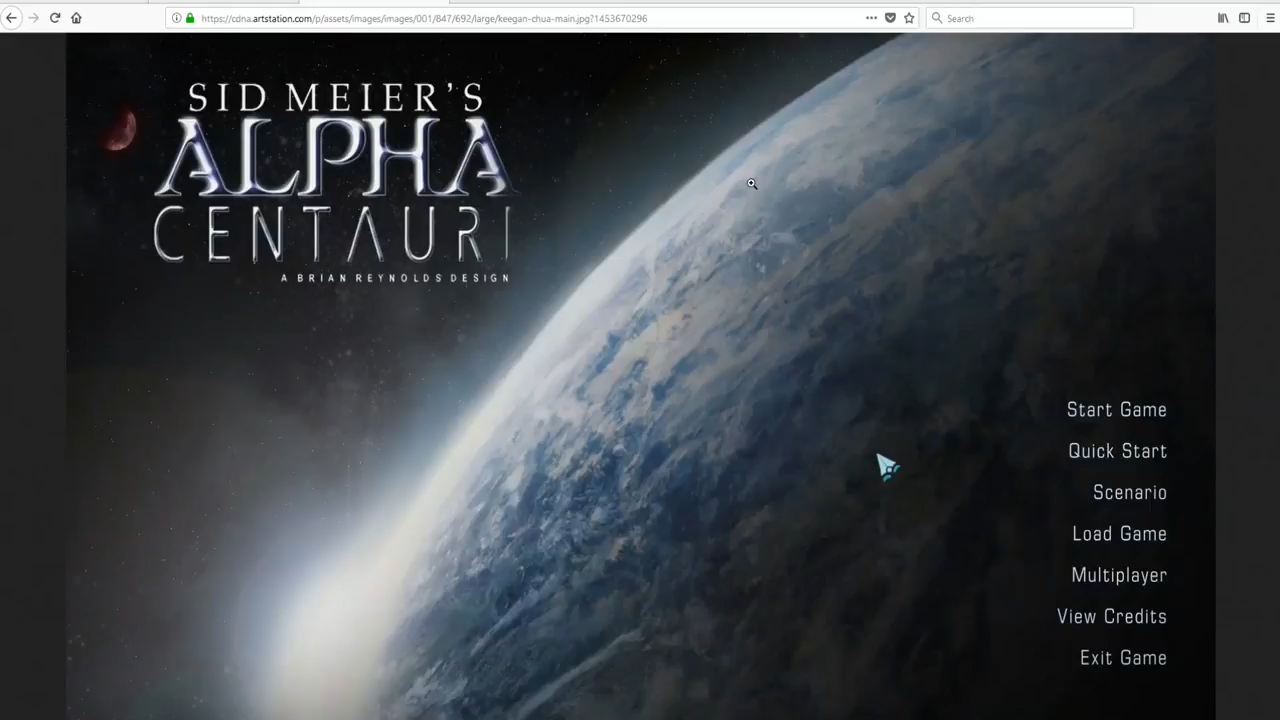 https://cdna.artstation.com/p/assets/images/images/001/847/692/large/keegan-chua-main.jpg?1453670296
Search
SID MEIER'S
ALPHA
CENTAURI
A BRIAN REYNOLDS DESIGN
Start Game
Quick Start
Scenario
Load Game
Multiplayer
View Credits
Exit Game